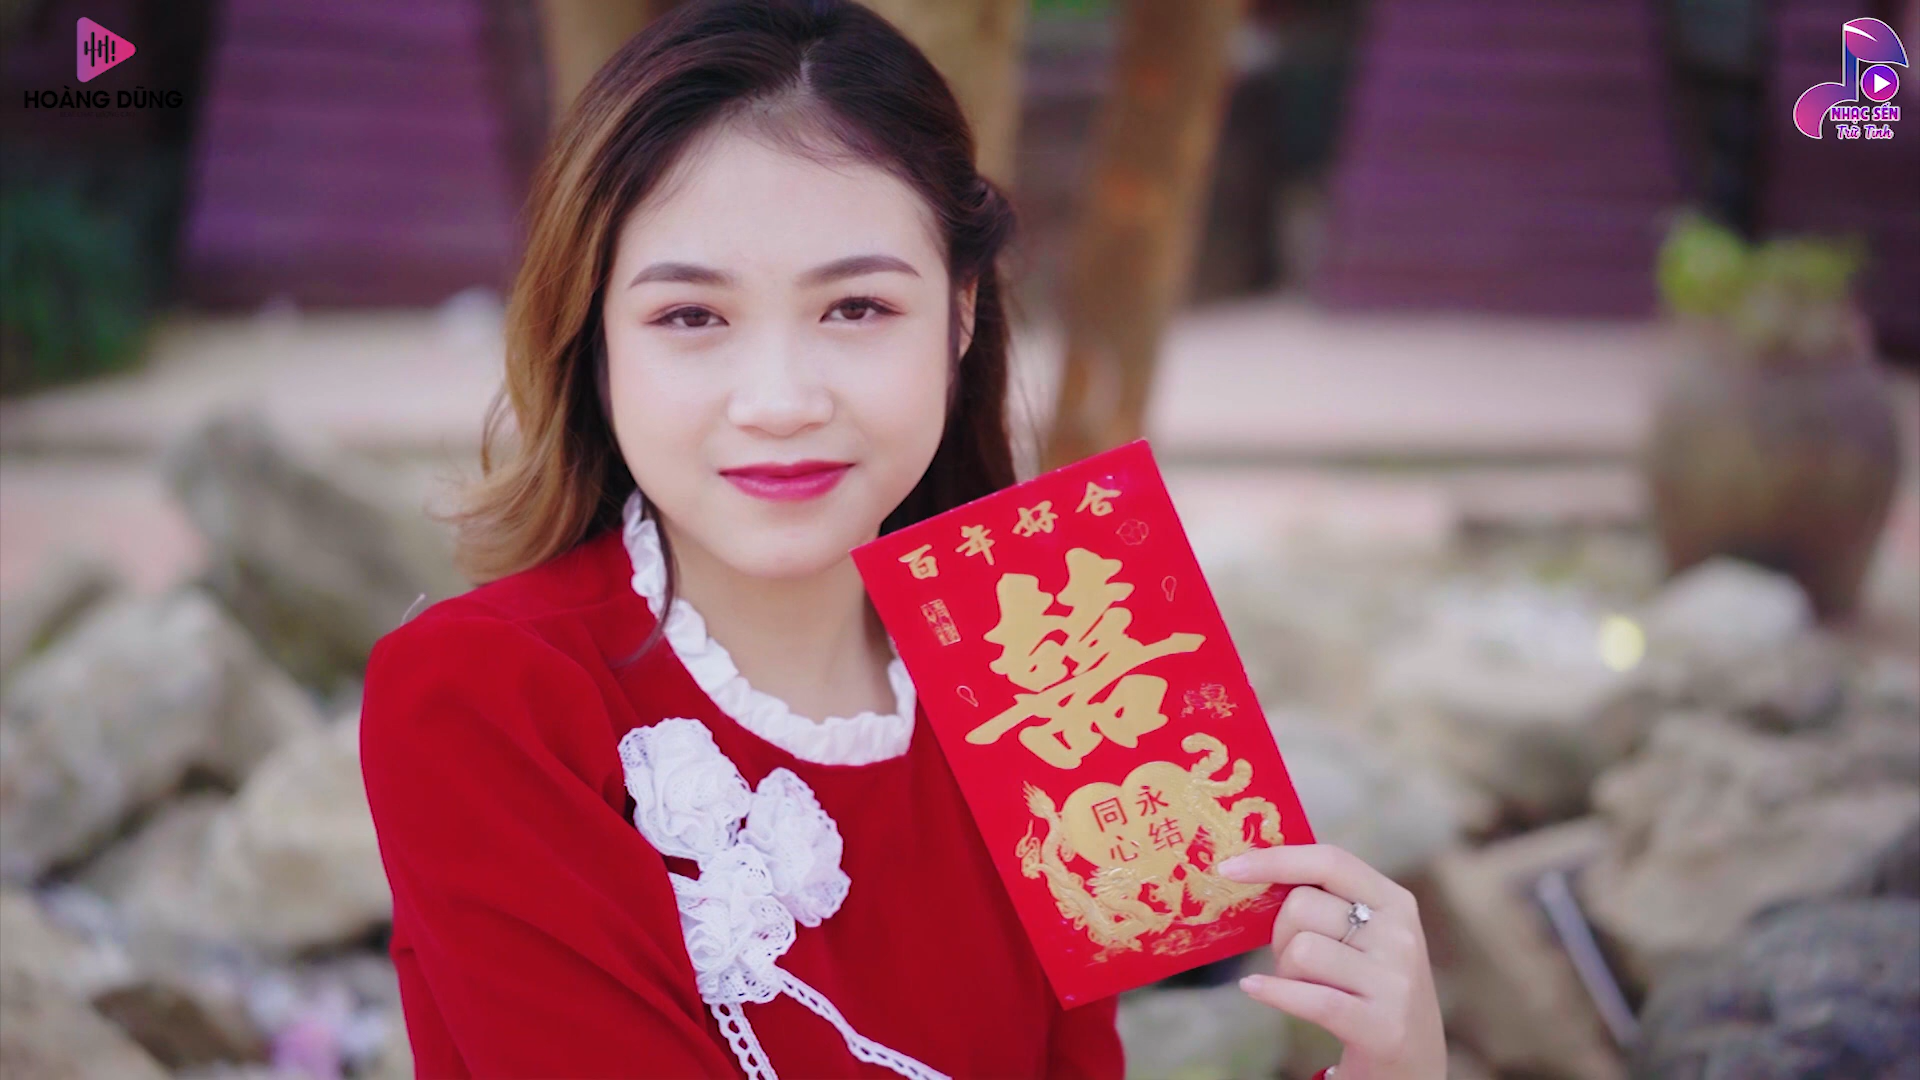 HOÀNG DŨNG
NHẠC SẾN
Trữ Tình
百年好合
囍
同永
心结